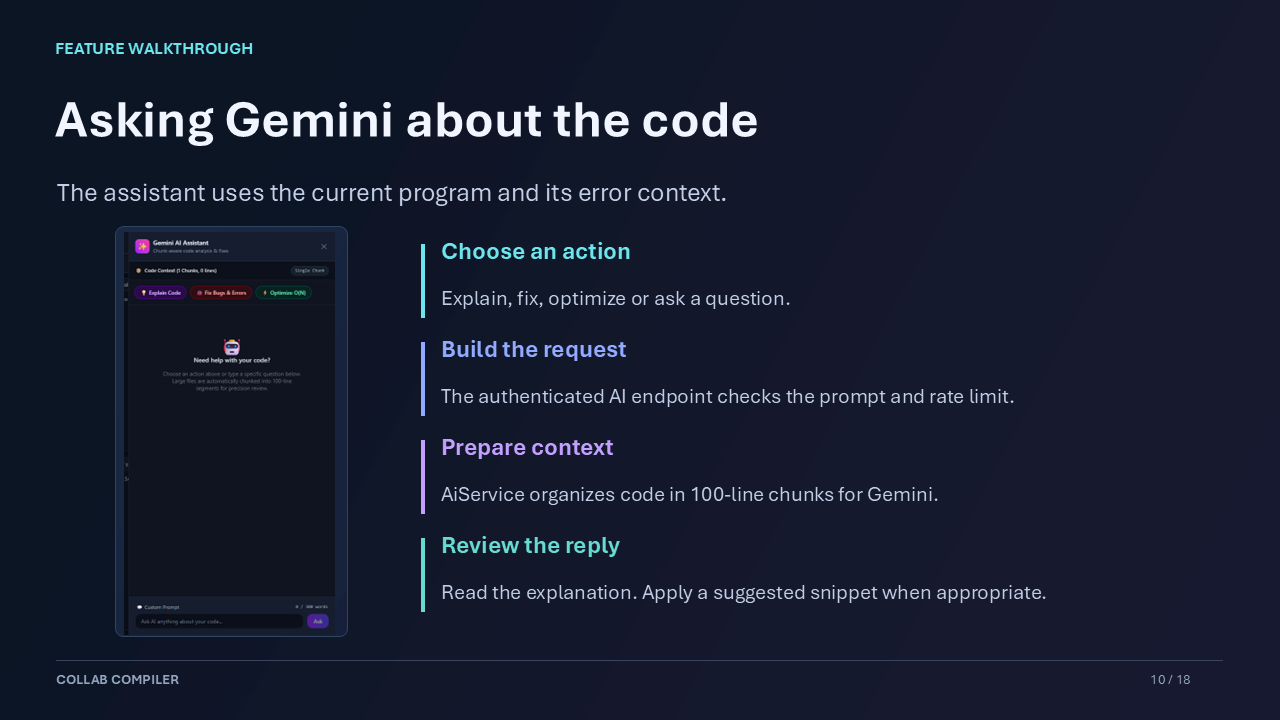 FEATURE WALKTHROUGH
Asking Gemini about the code
The assistant uses the current program and its error context.
Gemini AI Assistant
Chunk-aware code analysis & fixes
Code Context (1 Chunks, 0 lines)
Single Chunk
Explain Code
Fix Bugs & Errors
Optimize O(N)
Need help with your code?
Choose an action above or type a specific question below.
Large files are automatically chunked into 100-line
segments for precision review.
Custom Prompt
0 / 300 words
Ask AI anything about your code...
Ask
Choose an action
Explain, fix, optimize or ask a question.
Build the request
The authenticated AI endpoint checks the prompt and rate limit.
Prepare context
AiService organizes code in 100-line chunks for Gemini.
Review the reply
Read the explanation. Apply a suggested snippet when appropriate.
COLLAB COMPILER
10 / 18